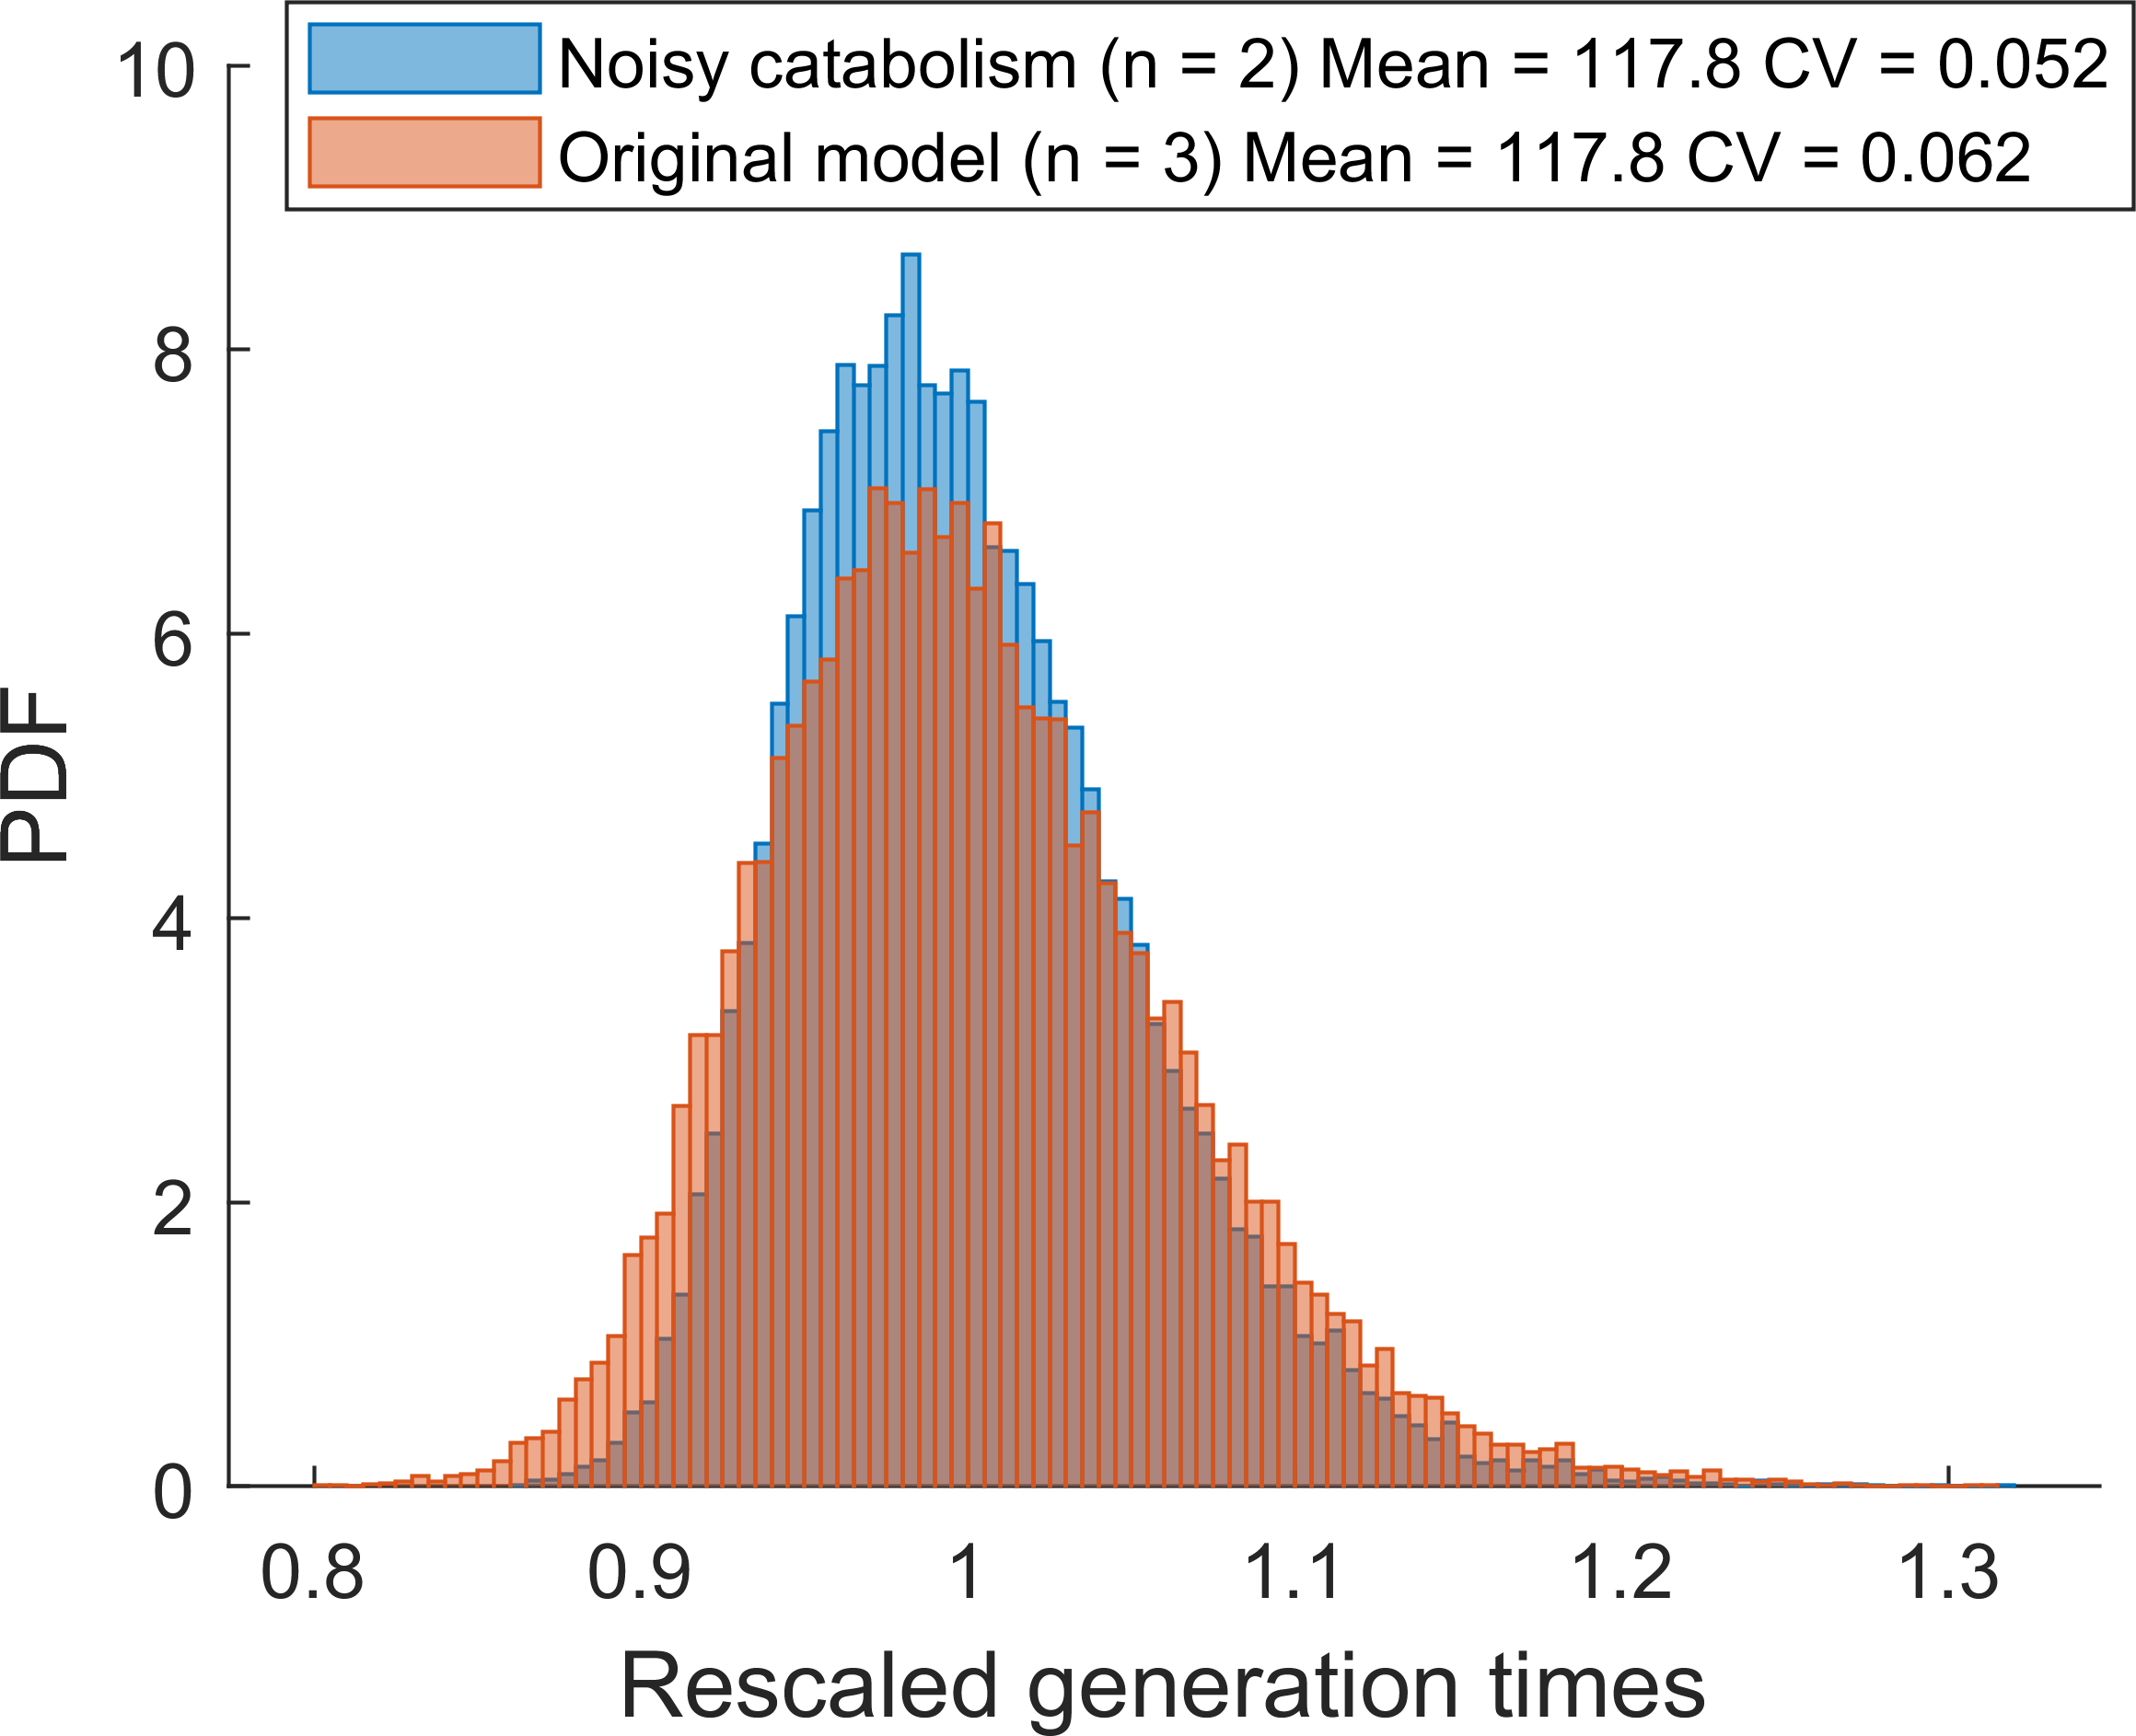 Noisy catabolism (n = 2) Mean = 117.8 CV = 0.052
Original model (n = 3) Mean = 117.8 CV = 0.062
10
8
6
4
2
0
PDF
0.8 0.9 1 1.1 1.2 1.3
Rescaled generation times